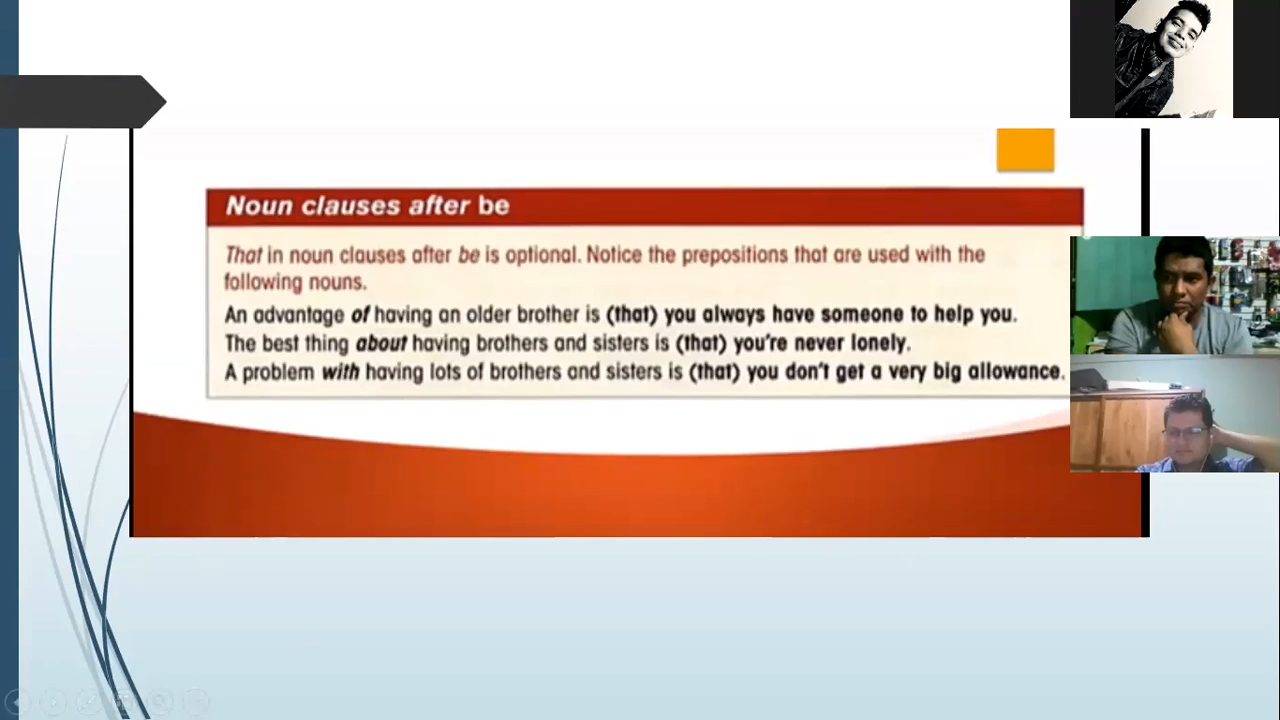 Noun clauses after be
That in noun clauses after be is optional. Notice the prepositions that are used with the
following nouns.
An advantage of having an older brother is (that) you always have someone to help you.
The best thing about having brothers and sisters is (that) you're never lonely.
A problem with having lots of brothers and sisters is (that) you don't get a very big allowance.